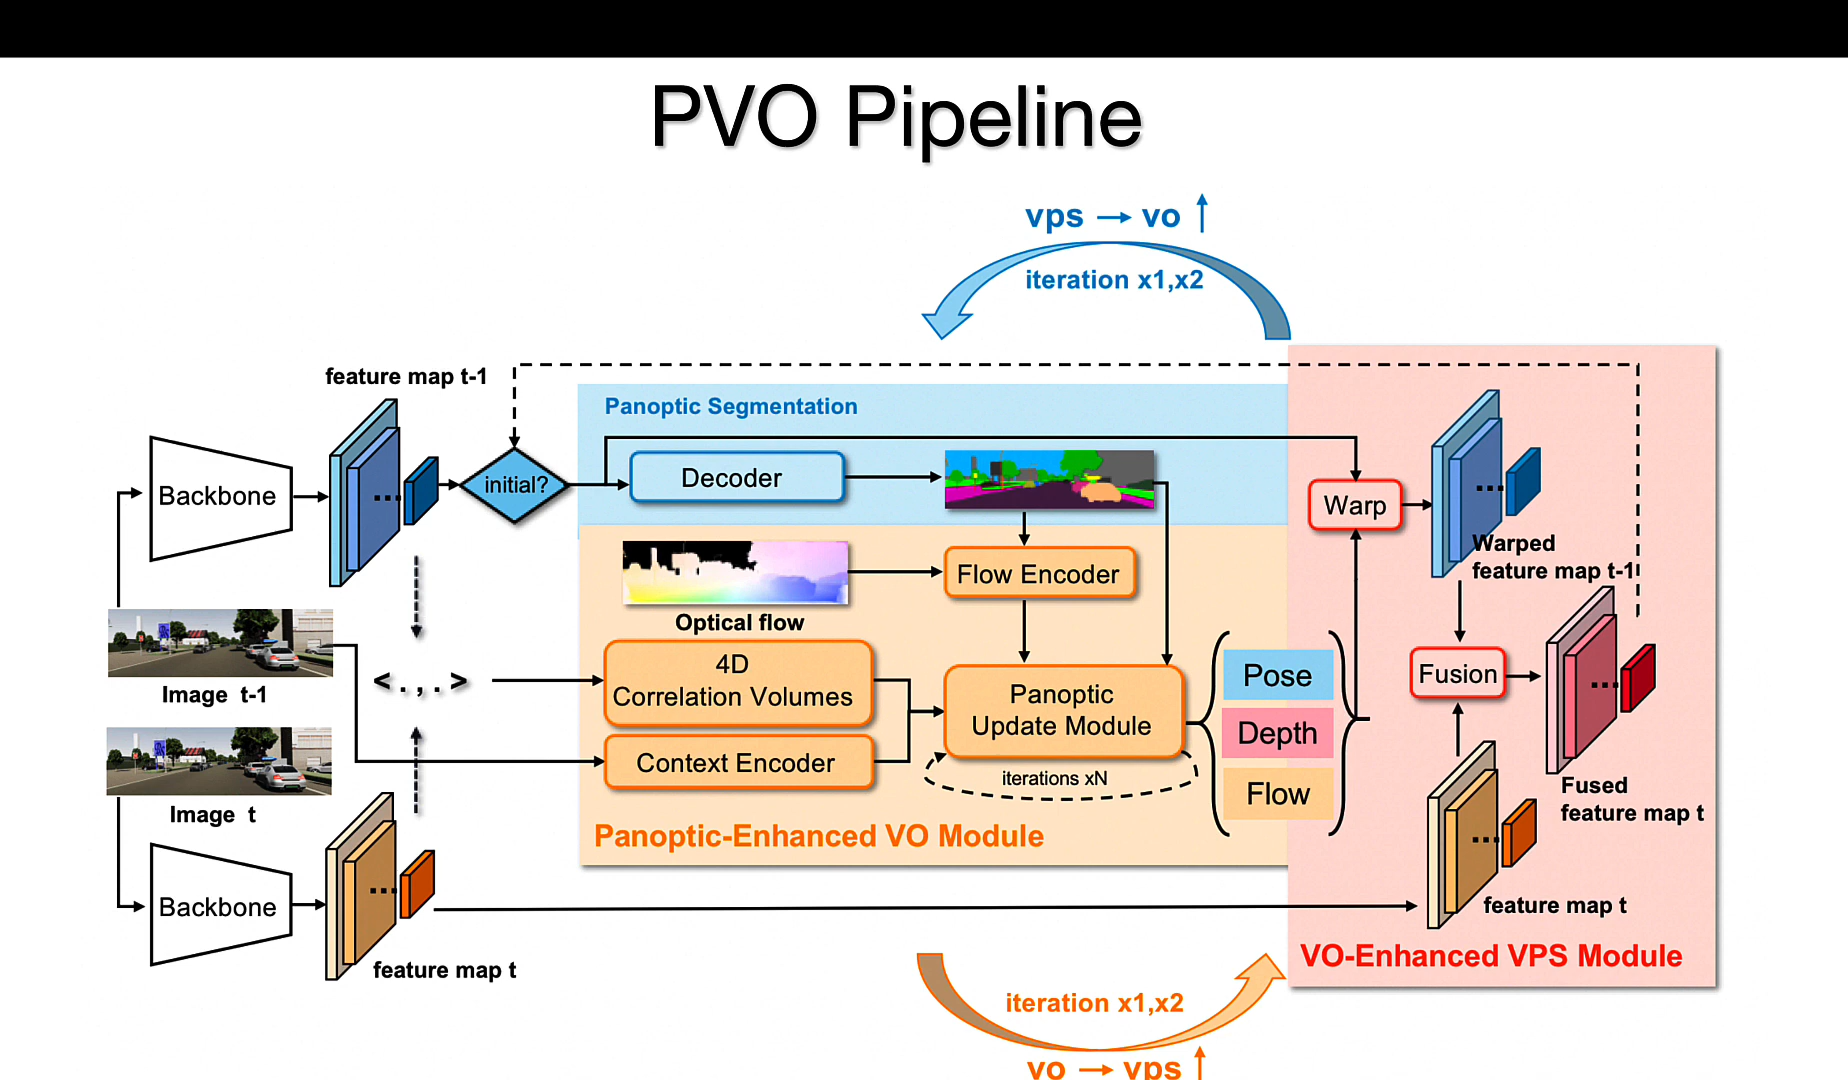 PVO Pipeline
vps → vo ↑
iteration x1,x2
feature map t-1
Panoptic Segmentation
Backbone
...
initial?
Decoder
Warp
...
Warped
feature map t-1
Flow Encoder
Optical flow
Image t-1
< . , . >
4D
Correlation Volumes
Panoptic
Update Module
Pose
Depth
Flow
Fusion
...
Image t
Context Encoder
iterations xN
Fused
feature map t
Panoptic-Enhanced VO Module
Backbone
...
feature map t
...
feature map t
VO-Enhanced VPS Module
iteration x1,x2
vo → vps ↑